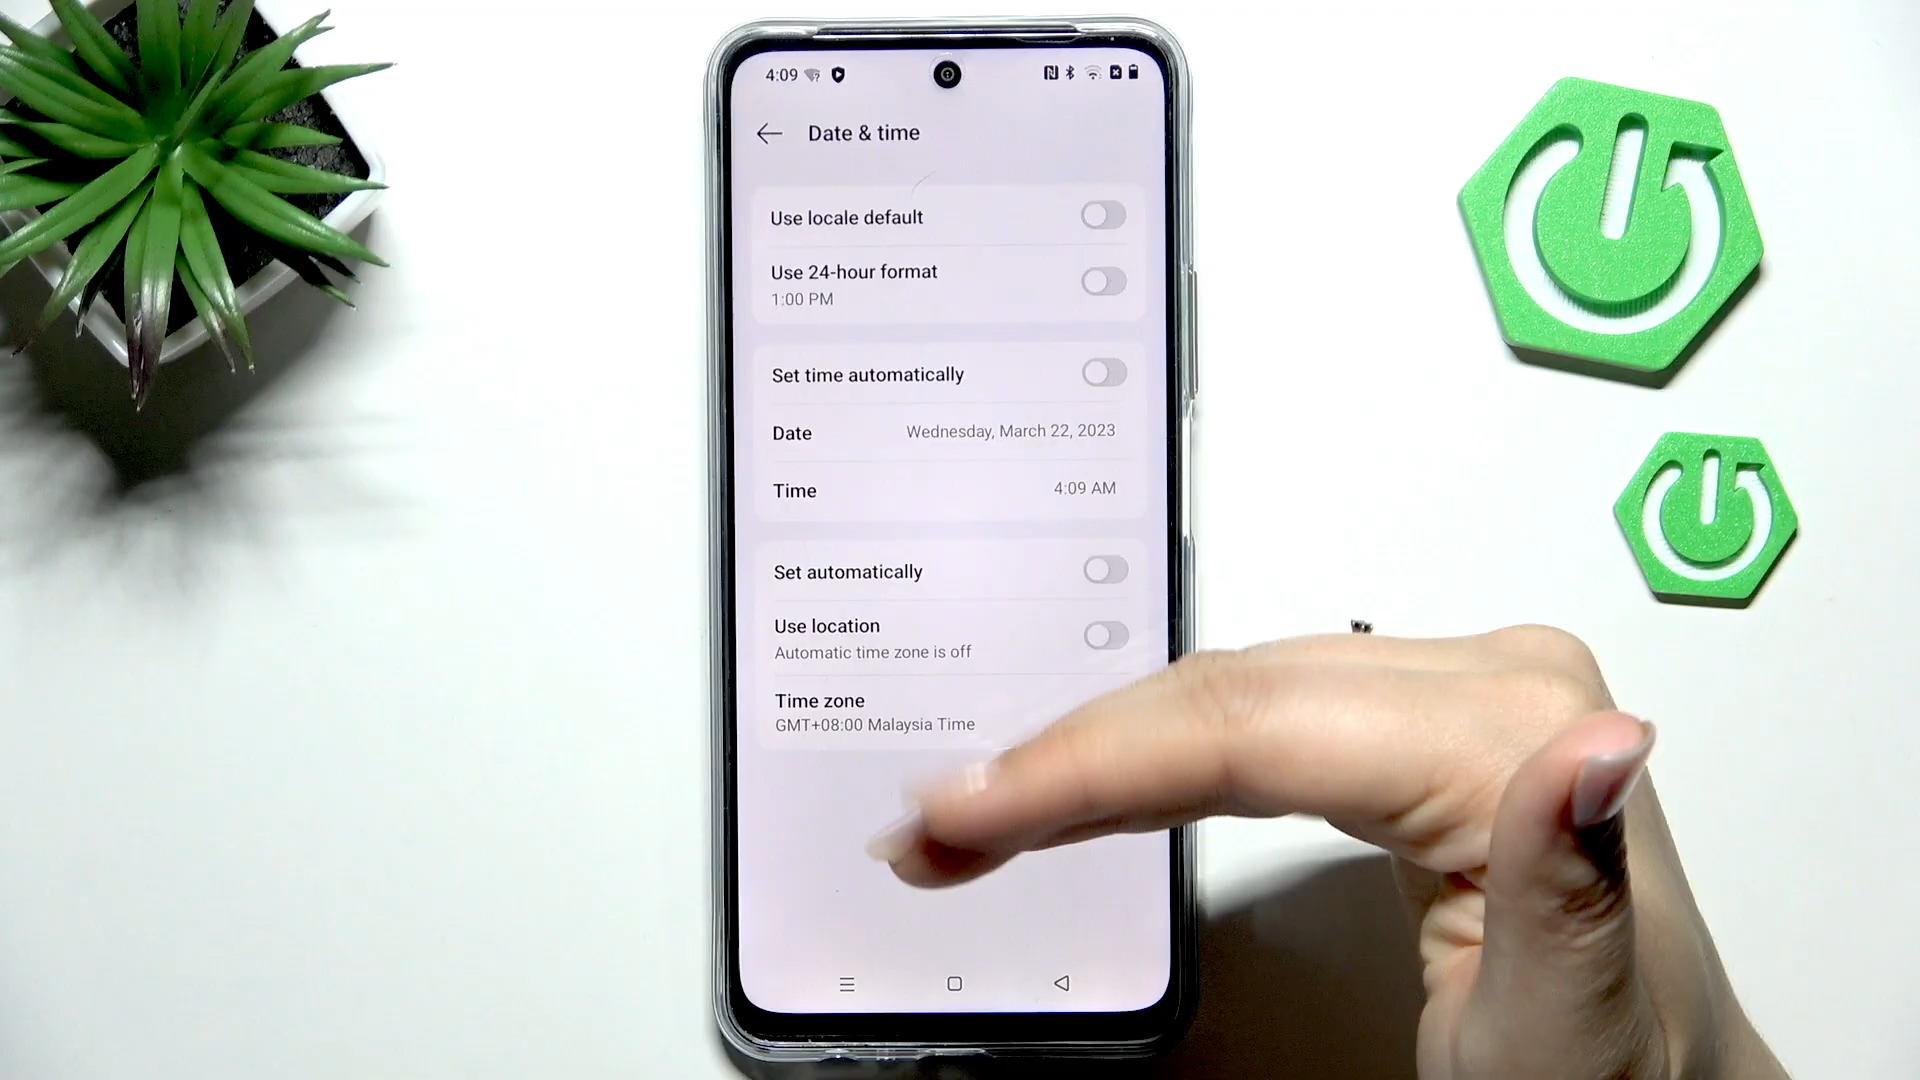 4:09
Date & time
Use locale default
Use 24-hour format
1:00 PM
Set time automatically
Date Wednesday, March 22, 2023
Time 4:09 AM
Set automatically
Use location
Automatic time zone is off
Time zone
GMT+08:00 Malaysia Time